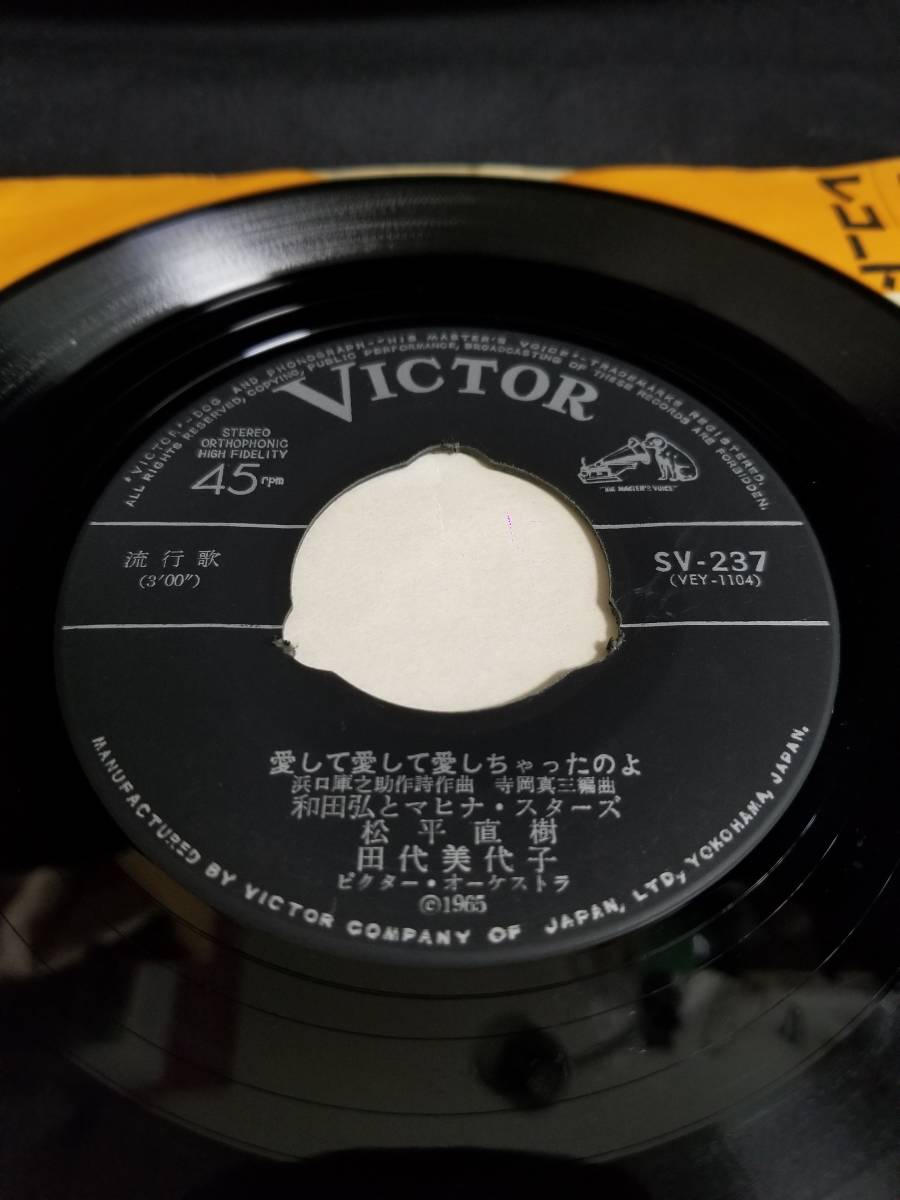 レコード
"VICTOR"-DOG AND PHONOGRAPH-"HIS MASTER'S VOICE"-TRADEMARKS REGISTERED.
ALL RIGHTS RESERVED, COPYING, PUBLIC PERFORMANCE, BROADCASTING OF THESE RECORDS ARE FORBIDDEN.
VICTOR
STEREO
ORTHOPHONIC
HIGH FIDELITY
45 rpm
"HIS MASTER'S VOICE"
流行歌
(3′00″)
SV-237
(VEY-1104)
愛して愛して愛しちゃったのよ
浜口庫之助作詩作曲 寺岡真三編曲
和田弘とマヒナ・スターズ
松平直樹
田代美代子
ビクター・オーケストラ
©1965
MANUFACTURED BY VICTOR COMPANY OF JAPAN, LTD, YOKOHAMA, JAPAN.